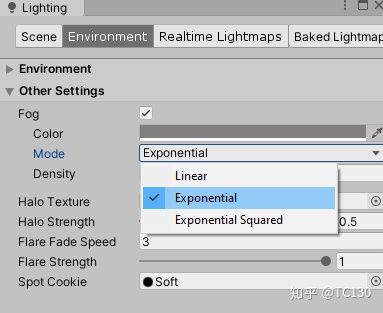 Lighting
Scene Environment Realtime Lightmaps Baked Lightmap
Environment
Other Settings
Fog
Color
Mode Exponential
Density
Linear
Exponential
Exponential Squared
Halo Texture
Halo Strength 0.5
Flare Fade Speed 3
Flare Strength 1
Spot Cookie Soft
知乎 @TC130